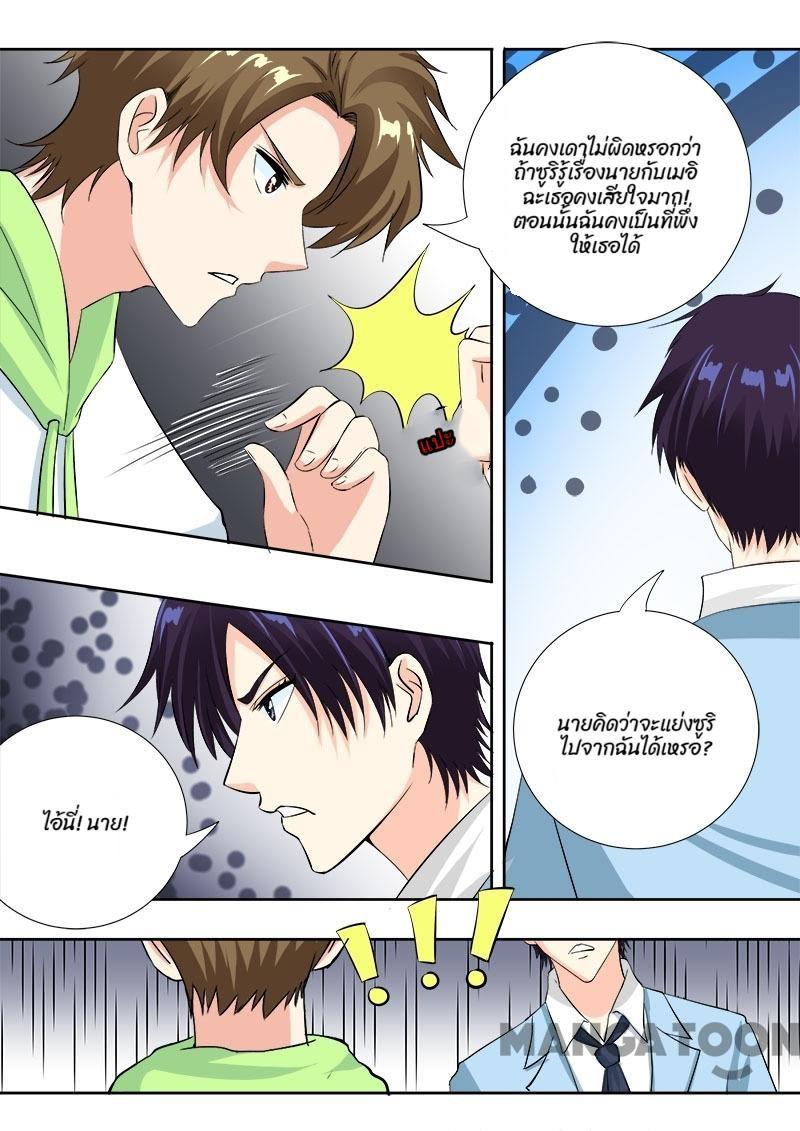 ฉันคงเดาไม่ผิดหรอกว่า
ถ้าซูริรู้เรื่องนายกับเมอิ
ฉะเธอคงเสียใจมาก!
ตอนนั้นฉันคงเป็นที่พึ่ง
ให้เธอได้
แปะ
นายคิดว่าจะแย่งซูริ
ไปจากฉันได้เหรอ?
ไอ้นี่! นาย!
!!!
MANGATOON